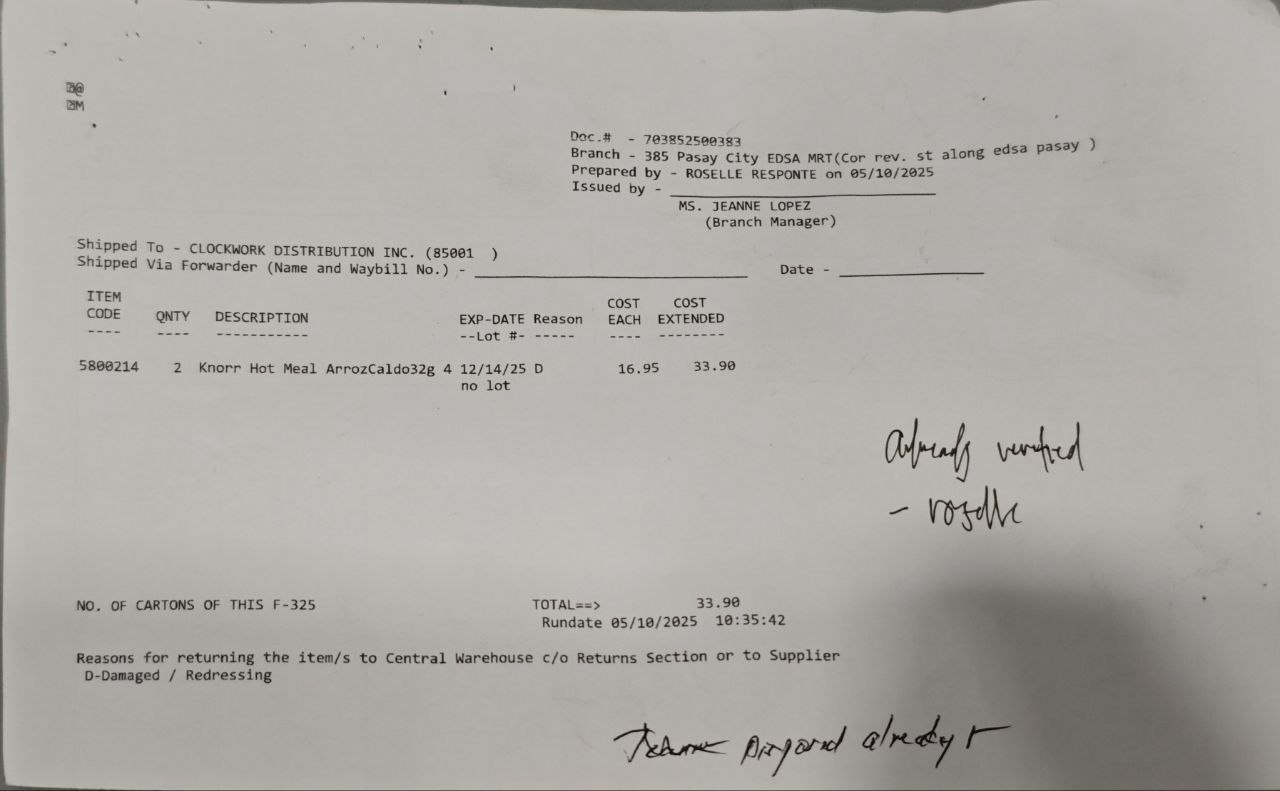 @
M
Doc.# - 703852500383
Branch - 385 Pasay City EDSA MRT(Cor rev. st along edsa pasay )
Prepared by - ROSELLE RESPONTE on 05/10/2025
Issued by - ____________________
MS. JEANNE LOPEZ
(Branch Manager)
Shipped To - CLOCKWORK DISTRIBUTION INC. (85001 )
Shipped Via Forwarder (Name and Waybill No.) - ____________________ Date - __________
ITEM COST COST
CODE QNTY DESCRIPTION EXP-DATE Reason EACH EXTENDED
---- ---- ----------- --Lot #- ----- ---- --------
5800214 2 Knorr Hot Meal ArrozCaldo32g 4 12/14/25 D 16.95 33.90
no lot
Already verified
- roselle
NO. OF CARTONS OF THIS F-325 TOTAL==> 33.90
Rundate 05/10/2025 10:35:42
Reasons for returning the item/s to Central Warehouse c/o Returns Section or to Supplier
D-Damaged / Redressing
already